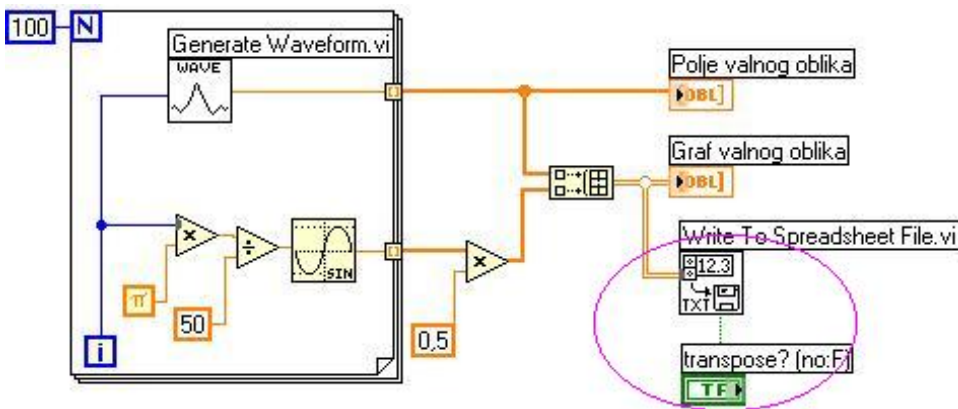 100
N
Generate Waveform.vi
WAVE
Polje valnog oblika
DBL]
Graf valnog oblika
DBL]
Write To Spreadsheet File.vi
12.3
TXT
×
÷
SIN
×
π
50
0,5
i
transpose? (no:F)
TF